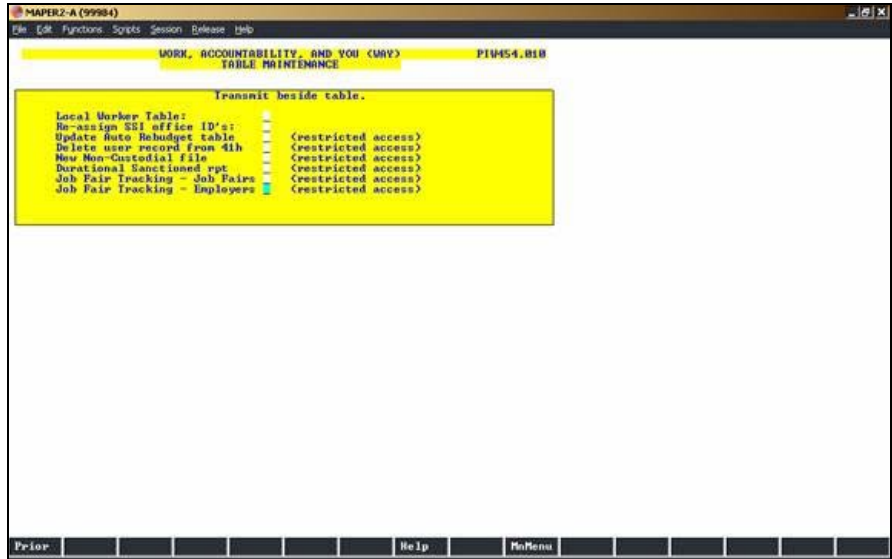 MAPER2-A (99984)
File Edit Functions Scripts Session Release Help
WORK, ACCOUNTABILITY, AND YOU (WAY) PIW454.010
TABLE MAINTENANCE
Transmit beside table.
Local Worker Table:
Re-assign SSI office ID's:
Update Auto Rebudget table (restricted access)
Delete user record from 41h (restricted access)
New Non-Custodial file (restricted access)
Durational Sanctioned rpt (restricted access)
Job Fair Tracking - Job Fairs (restricted access)
Job Fair Tracking - Employers (restricted access)
Prior Help MnMenu